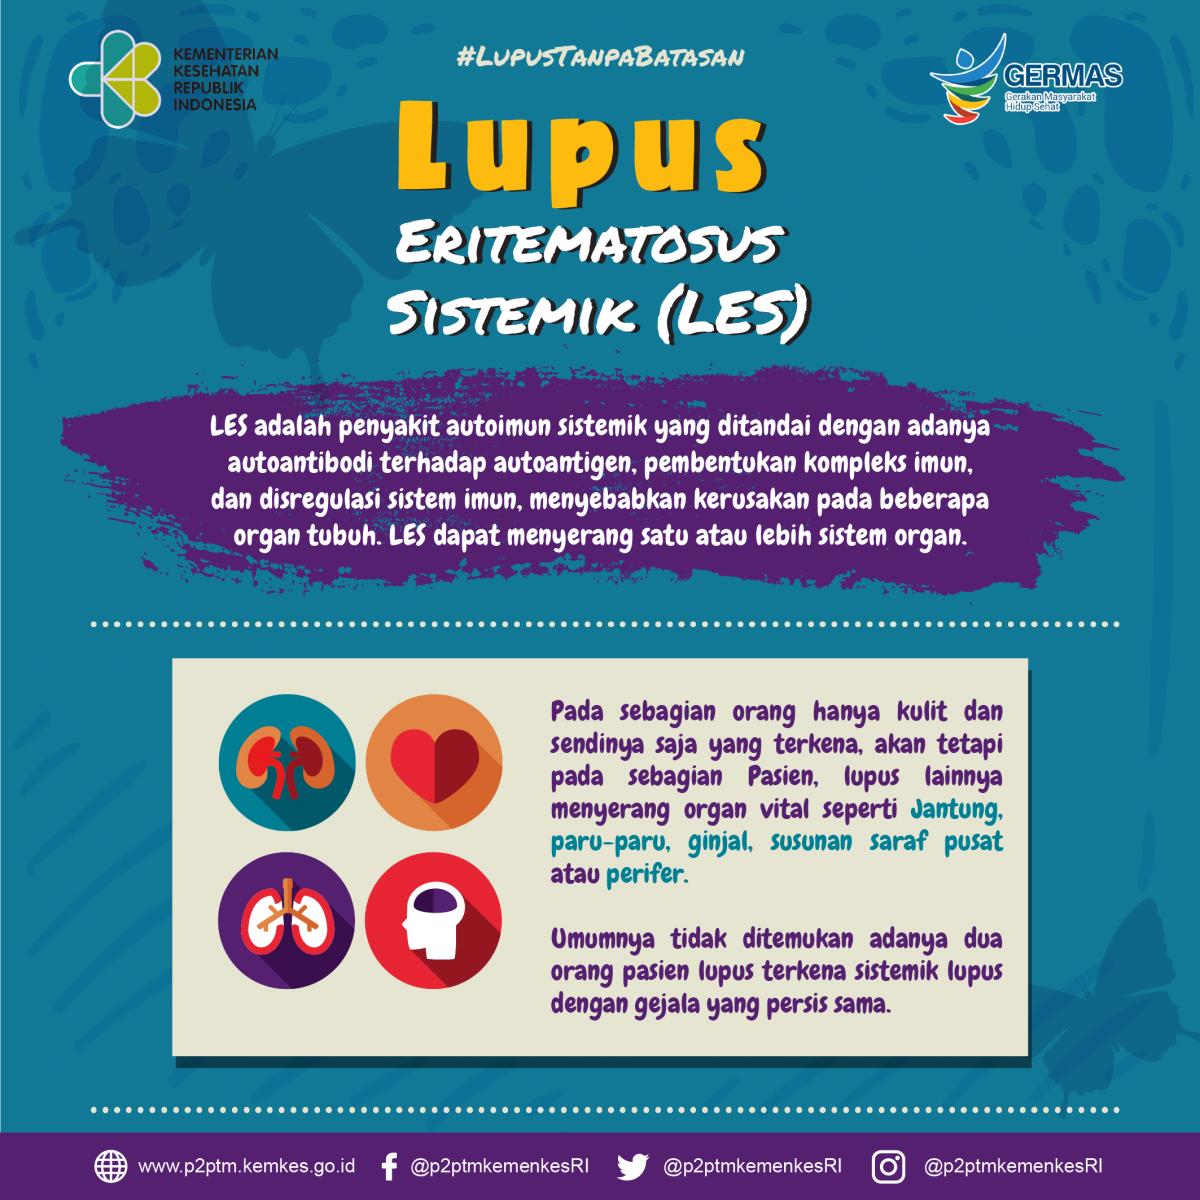 KEMENTERIAN
KESEHATAN
REPUBLIK
INDONESIA
#LupusTanpaBatasan
GERMAS
Gerakan Masyarakat
Hidup Sehat
Lupus
Eritematosus
Sistemik (LES)
LES adalah penyakit autoimun sistemik yang ditandai dengan adanya
autoantibodi terhadap autoantigen, pembentukan kompleks imun,
dan disregulasi sistem imun, menyebabkan kerusakan pada beberapa
organ tubuh. LES dapat menyerang satu atau lebih sistem organ.
Pada sebagian orang hanya kulit dan
sendinya saja yang terkena, akan tetapi
pada sebagian Pasien, lupus lainnya
menyerang organ vital seperti Jantung,
paru-paru, ginjal, susunan saraf pusat
atau perifer.
Umumnya tidak ditemukan adanya dua
orang pasien lupus terkena sistemik lupus
dengan gejala yang persis sama.
www.p2ptm.kemkes.go.id
@p2ptmkemenkesRI
@p2ptmkemenkesRI
@p2ptmkemenkesRI